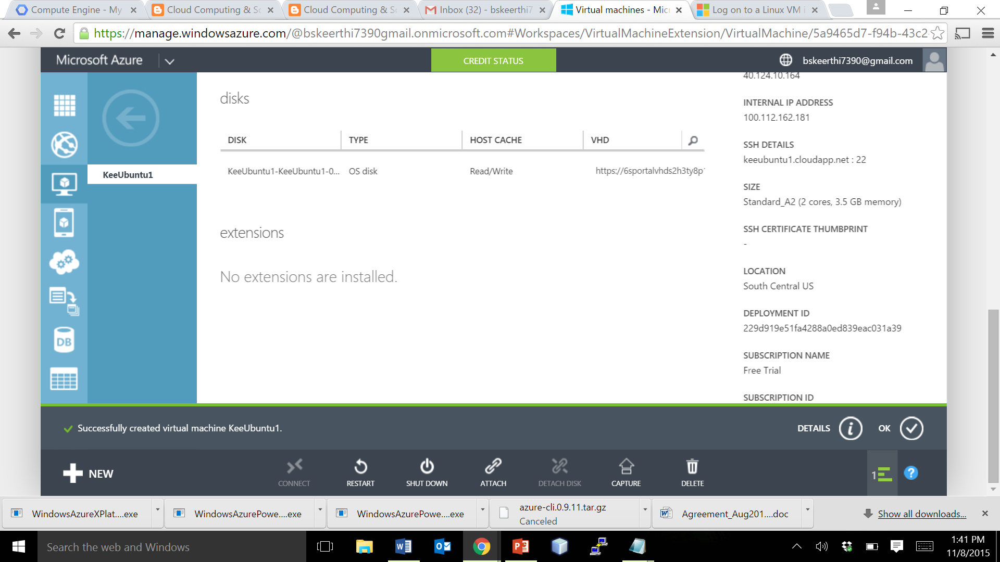 Compute Engine - My
Cloud Computing & Sc
Cloud Computing & Sc
Inbox (32) - bskeerthi7
Virtual machines - Mic
Log on to a Linux VM i
https://manage.windowsazure.com/@bskeerthi7390gmail.onmicrosoft.com#Workspaces/VirtualMachineExtension/VirtualMachine/5a9465d7-f94b-43c2-
Microsoft Azure
CREDIT STATUS
bskeerthi7390@gmail.com
KeeUbuntu1
DB
disks
DISK TYPE HOST CACHE VHD
KeeUbuntu1-KeeUbuntu1-0... OS disk Read/Write https://6sportalvhds2h3ty8p
extensions
No extensions are installed.
40.124.10.164
INTERNAL IP ADDRESS
100.112.162.181
SSH DETAILS
keeubuntu1.cloudapp.net : 22
SIZE
Standard_A2 (2 cores, 3.5 GB memory)
SSH CERTIFICATE THUMBPRINT
-
LOCATION
South Central US
DEPLOYMENT ID
229d919e51fa4288a0ed839eac031a39
SUBSCRIPTION NAME
Free Trial
SUBSCRIPTION ID
Successfully created virtual machine KeeUbuntu1.
DETAILS
OK
NEW
CONNECT
RESTART
SHUT DOWN
ATTACH
DETACH DISK
CAPTURE
DELETE
1
?
WindowsAzureXPlat....exe
WindowsAzurePowe....exe
WindowsAzurePowe....exe
azure-cli.0.9.11.tar.gz
Canceled
Agreement_Aug201....doc
Show all downloads...
Search the web and Windows
1:41 PM
11/8/2015